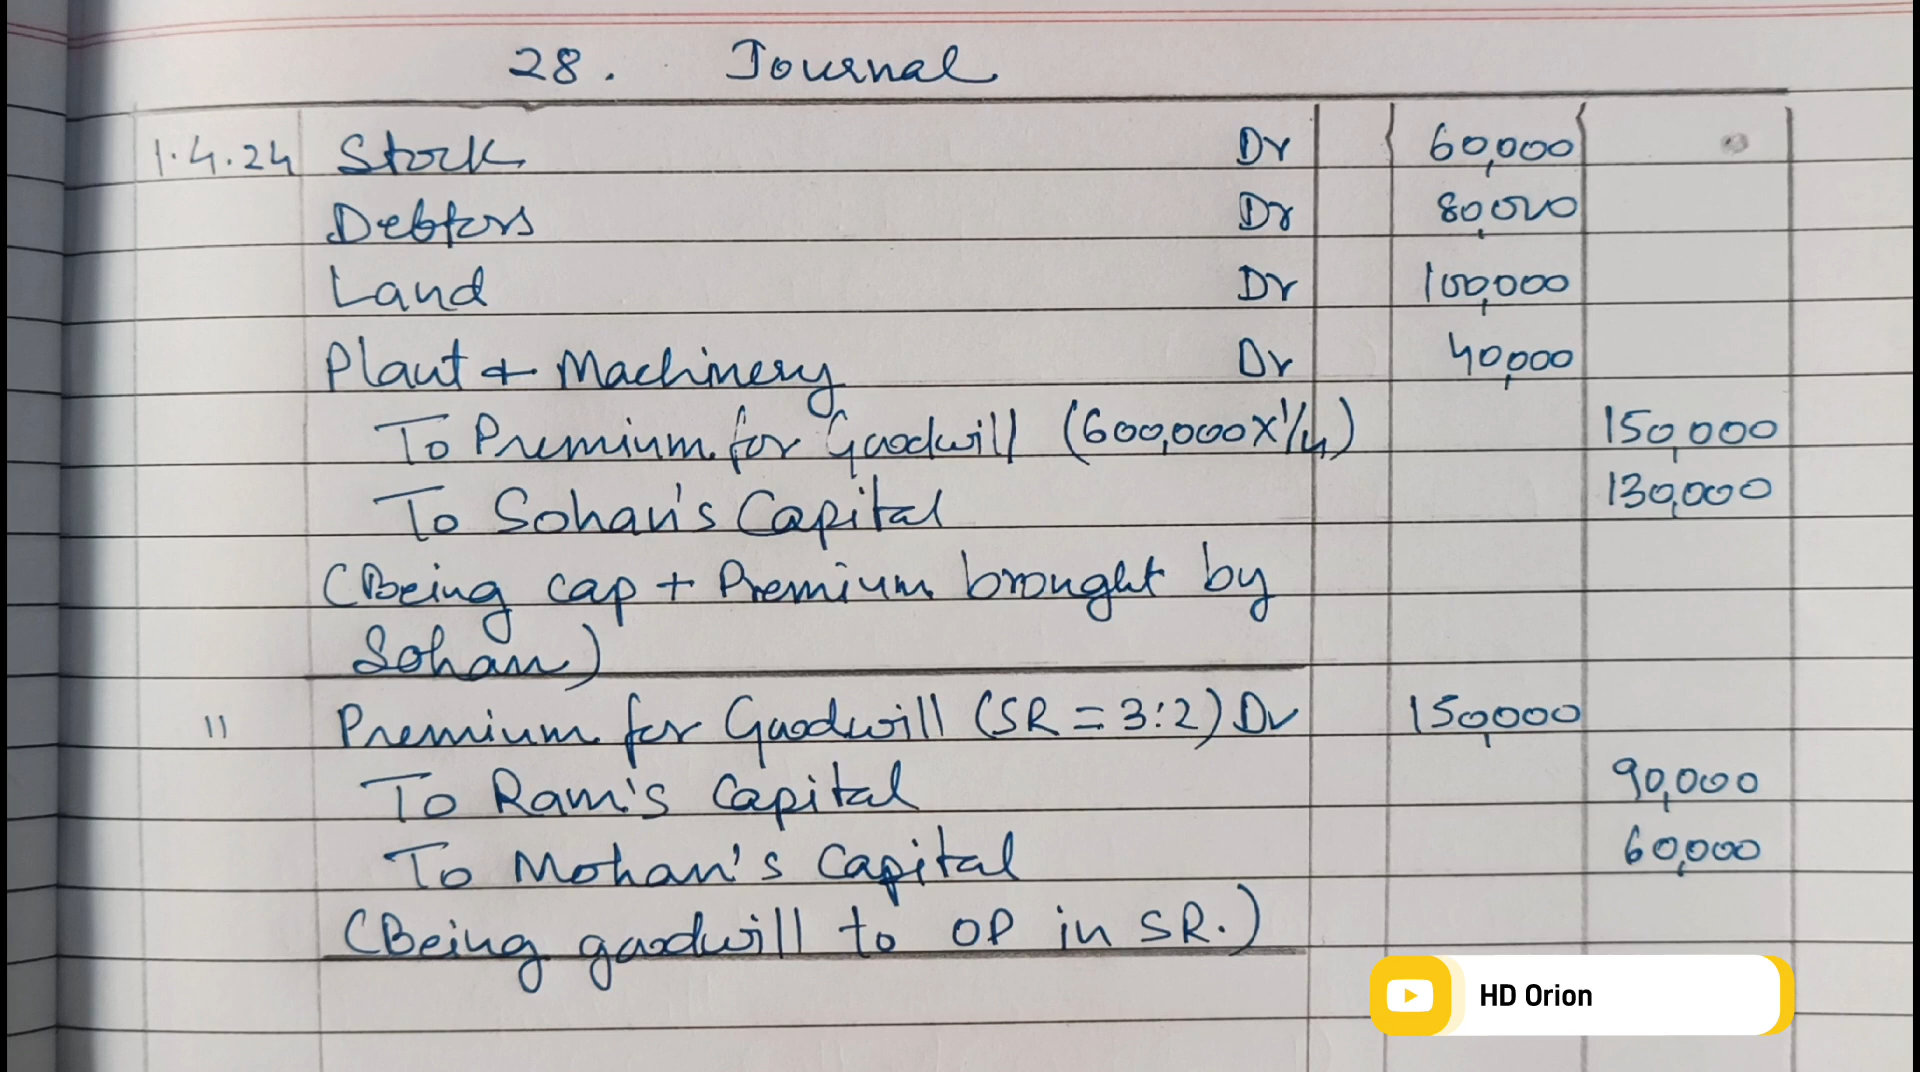 28. Journal
1.4.24 Stock Dr 60,000
Debtors Dr 80,000
Land Dr 100,000
Plant + Machinery Dr 40,000
To Premium for Goodwill (600,000x1/4) 150,000
To Sohan's Capital 130,000
(Being cap + Premium brought by
Sohan)
11 Premium for Goodwill (SR = 3:2) Dr 150,000
To Ram's Capital 90,000
To Mohan's Capital 60,000
(Being goodwill to OP in SR.)
HD Orion